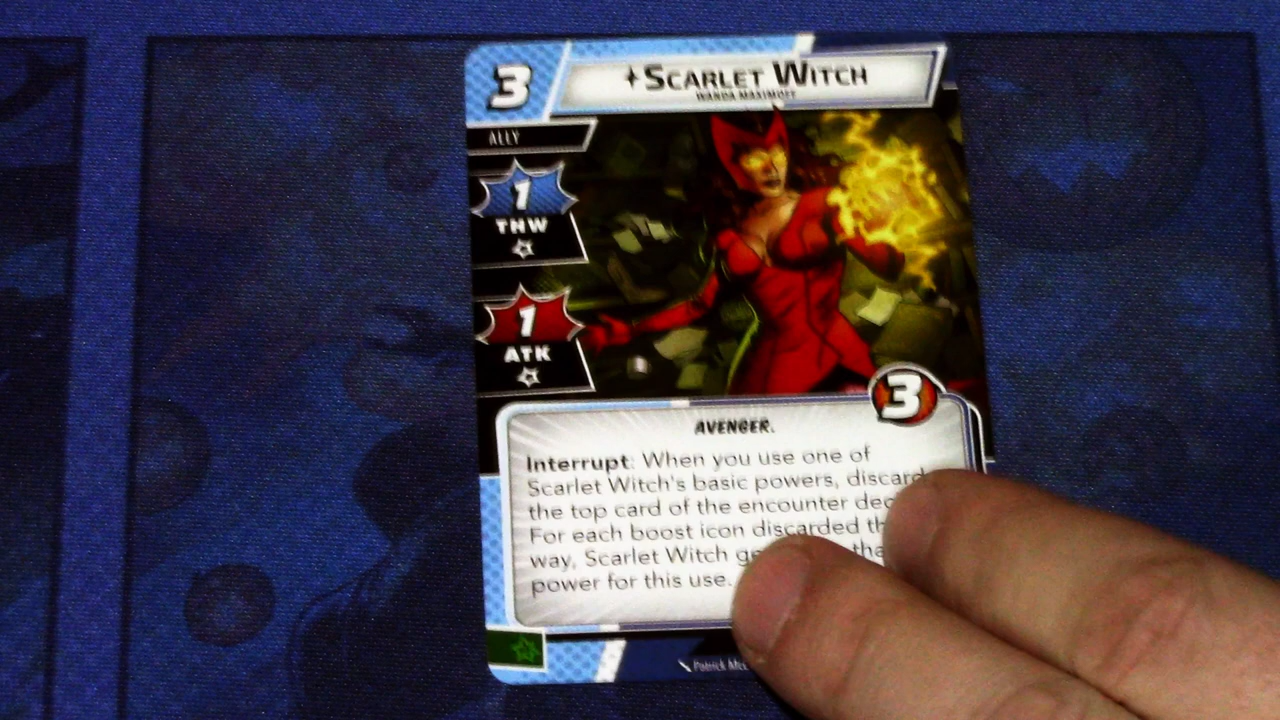 3
SCARLET WITCH
WANDA MAXIMOFF
ALLY
1
THW
1
ATK
3
AVENGER.
Interrupt: When you use one of
Scarlet Witch's basic powers, discard
the top card of the encounter
For each boost icon discarded
way, Scarlet Witch
power for this use.
Patrick